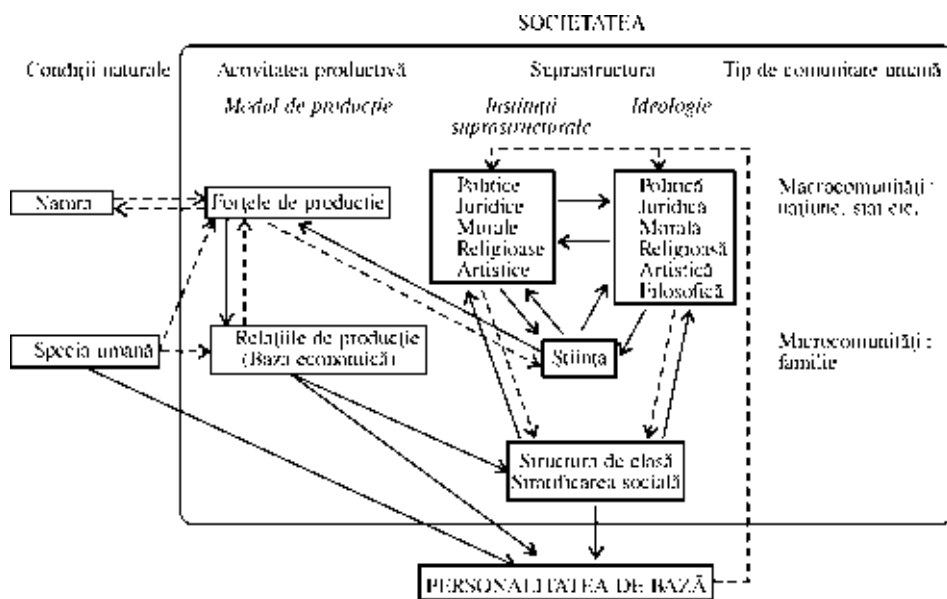 SOCIETATEA
Condiții naturale
Activitatea productivă
Suprastructura
Tip de comunitate umană
Modul de producție
Instituții
suprastructurale
Ideologie
Natura
Forțele de producție
Politice
Juridice
Morale
Religioase
Artistice
Politică
Juridică
Morală
Religioasă
Artistică
Filosofică
Macrocomunități :
națiune, stat etc.
Specia umană
Relațiile de producție
(Baza economică)
Știința
Macrocomunități :
familie
Structura de clasă
Stratificarea socială
PERSONALITATEA DE BAZĂ